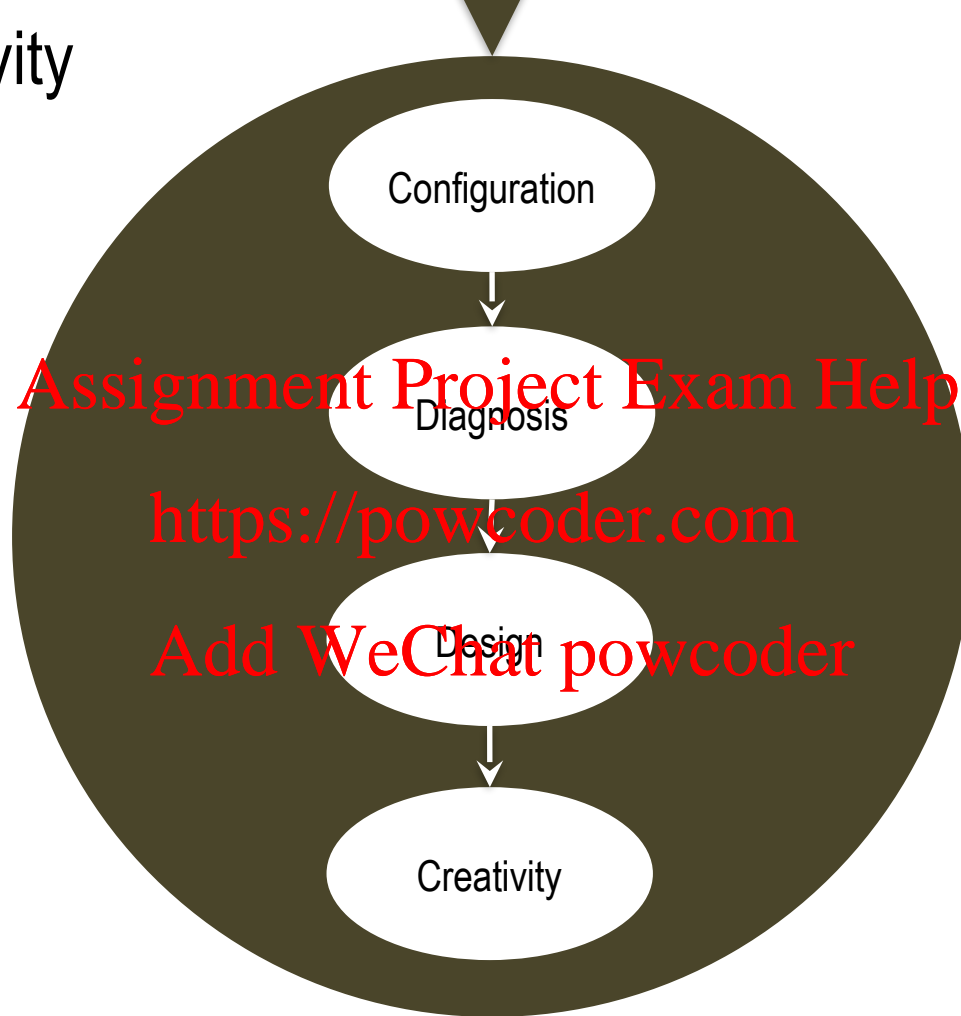 vity
Configuration
Assignment Project Exam Help
Diagnosis
https://powcoder.com
Design
Add WeChat powcoder
Creativity